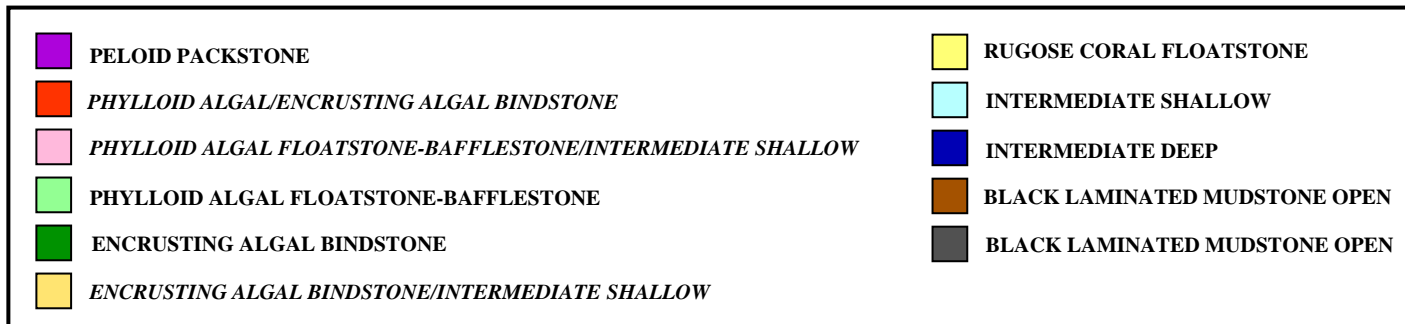 PELOID PACKSTONE
PHYLLOID ALGAL/ENCRUSTING ALGAL BINDSTONE
PHYLLOID ALGAL FLOATSTONE-BAFFLESTONE/INTERMEDIATE SHALLOW
PHYLLOID ALGAL FLOATSTONE-BAFFLESTONE
ENCRUSTING ALGAL BINDSTONE
ENCRUSTING ALGAL BINDSTONE/INTERMEDIATE SHALLOW
RUGOSE CORAL FLOATSTONE
INTERMEDIATE SHALLOW
INTERMEDIATE DEEP
BLACK LAMINATED MUDSTONE OPEN
BLACK LAMINATED MUDSTONE OPEN